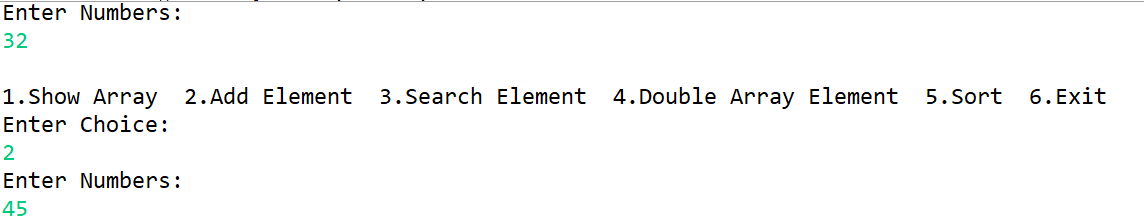 Enter Numbers:
32
1.Show Array  2.Add Element  3.Search Element  4.Double Array Element  5.Sort  6.Exit
Enter Choice:
2
Enter Numbers:
45